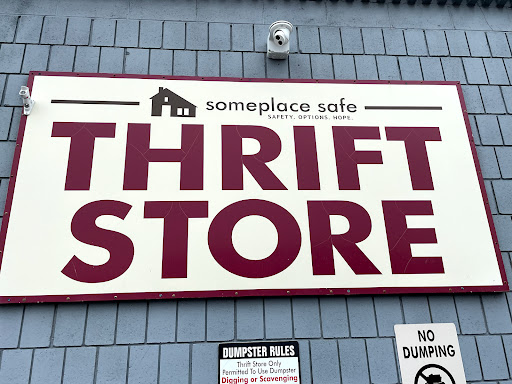 someplace safe
SAFETY. OPTIONS. HOPE.
THRIFT
STORE
DUMPSTER RULES
Thrift Store Only
Permitted To Use Dumpster
Digging or Scavenging
NO
DUMPING